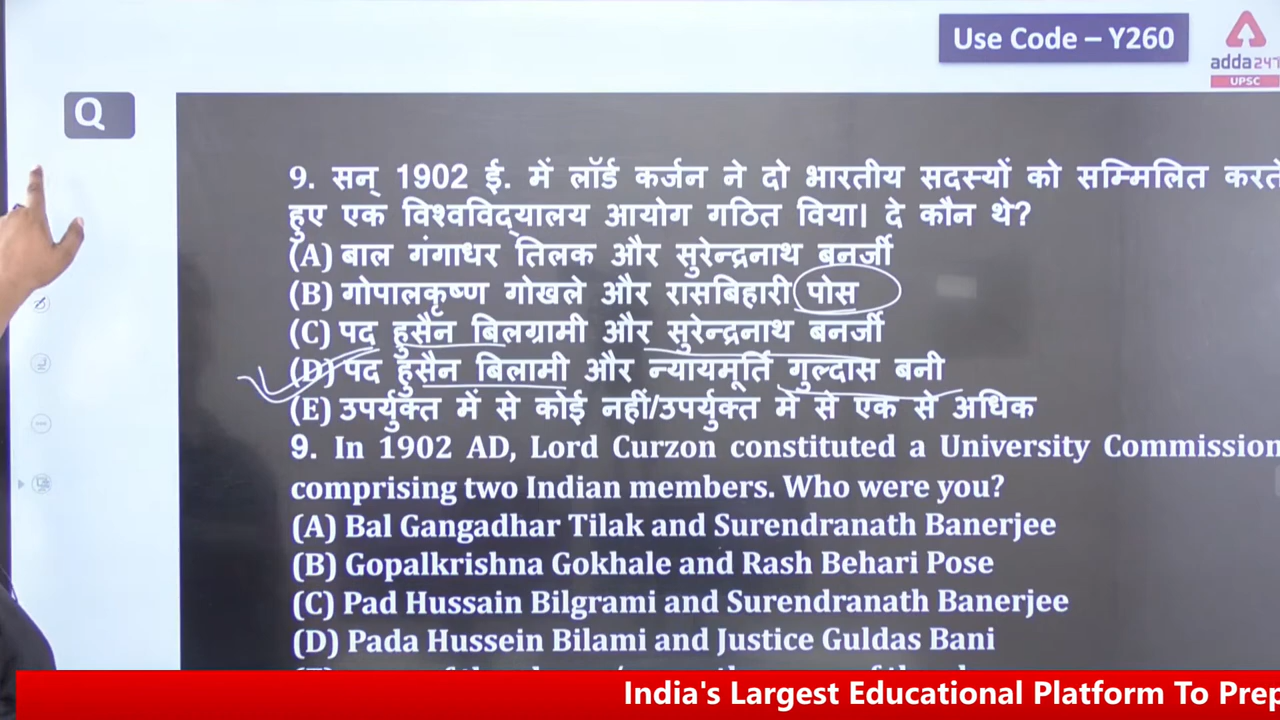 Use Code – Y260
adda247
UPSC
Q
9. सन् 1902 ई. में लॉर्ड कर्जन ने दो भारतीय सदस्यों को सम्मिलित करते
हुए एक विश्वविद्यालय आयोग गठित विया। दे कौन थे?
(A) बाल गंगाधर तिलक और सुरेन्द्रनाथ बनर्जी
(B) गोपालकृष्ण गोखले और रासबिहारी पोस
(C) पद हुसैन बिलग्रामी और सुरेन्द्रनाथ बनर्जी
(D) पद हुसैन बिलामी और न्यायमूर्ति गुल्दास बनी
(E) उपर्युक्त में से कोई नहीं/उपर्युक्त में से एक से अधिक
9. In 1902 AD, Lord Curzon constituted a University Commission
comprising two Indian members. Who were you?
(A) Bal Gangadhar Tilak and Surendranath Banerjee
(B) Gopalkrishna Gokhale and Rash Behari Pose
(C) Pad Hussain Bilgrami and Surendranath Banerjee
(D) Pada Hussein Bilami and Justice Guldas Bani
India's Largest Educational Platform To Prep